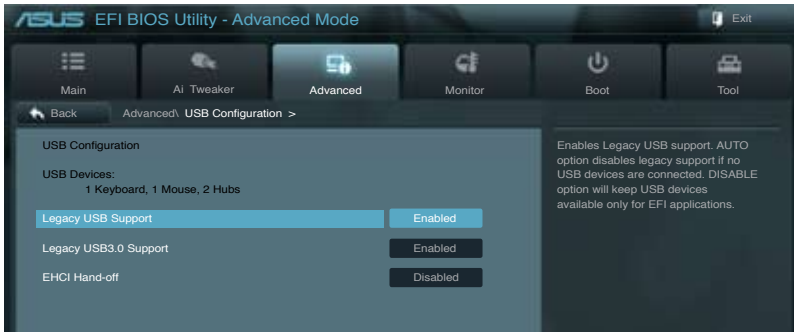 ASUS EFI BIOS Utility - Advanced Mode
Exit
Main
Ai Tweaker
Advanced
Monitor
Boot
Tool
Back
Advanced\ USB Configuration >
USB Configuration
USB Devices:
1 Keyboard, 1 Mouse, 2 Hubs
Legacy USB Support Enabled
Legacy USB3.0 Support Enabled
EHCI Hand-off Disabled
Enables Legacy USB support. AUTO
option disables legacy support if no
USB devices are connected. DISABLE
option will keep USB devices
available only for EFI applications.